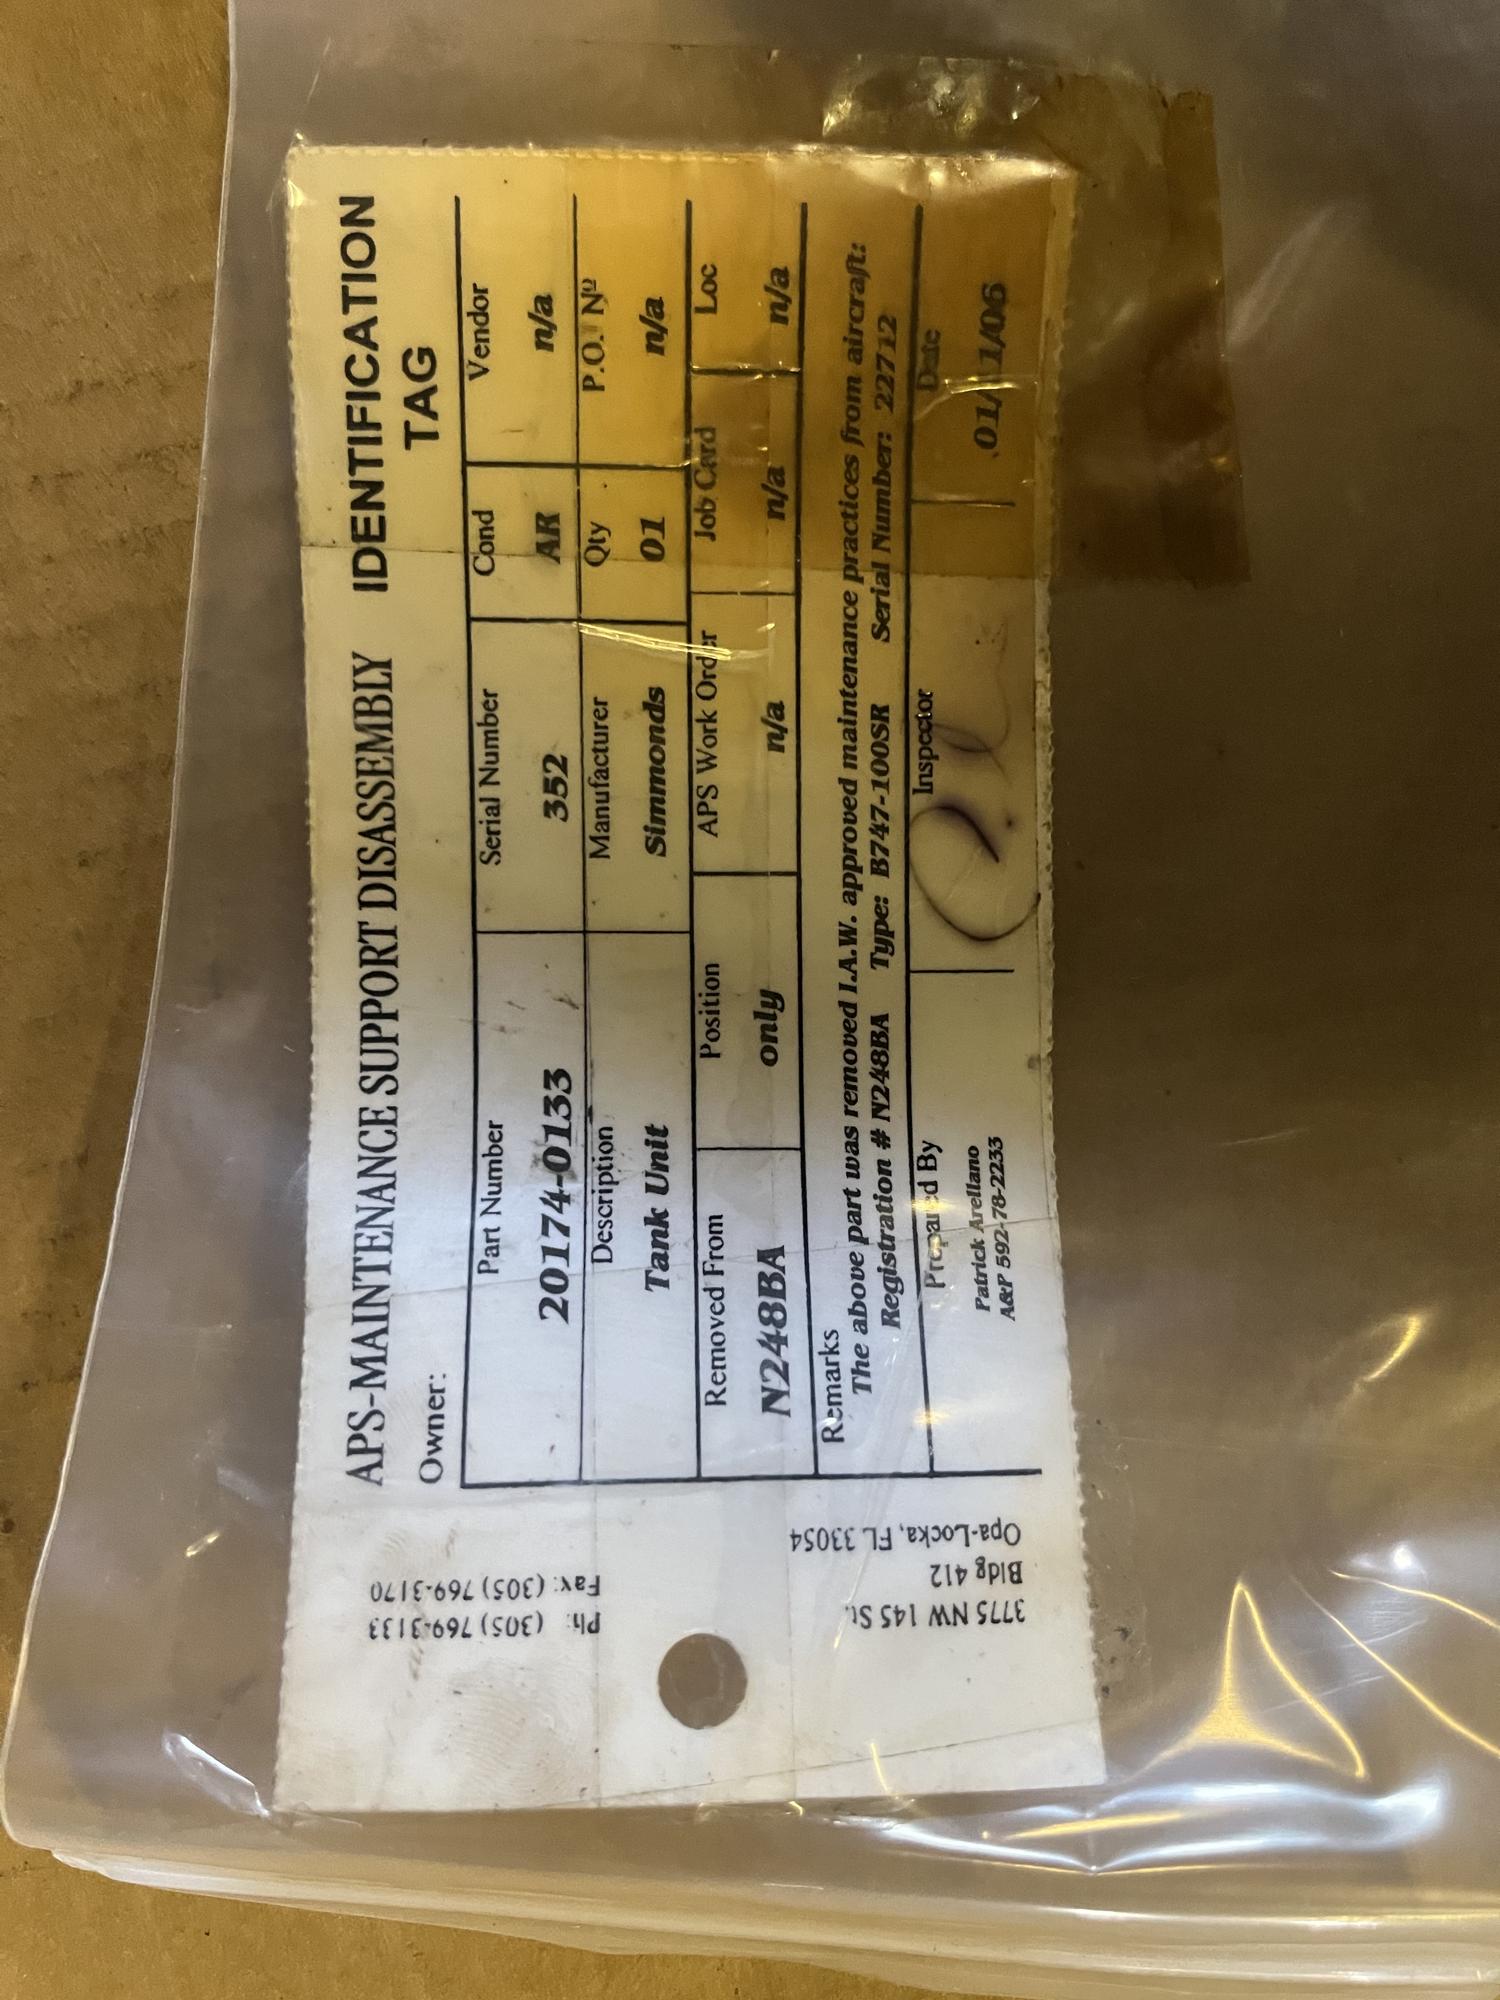 APS-MAINTENANCE SUPPORT DISASSEMBLY IDENTIFICATION
TAG
Owner:
Part Number Serial Number Cond Vendor
20174-0133 352 AR n/a
Description Manufacturer Qty P.O. Nº
Tank Unit Simmonds 01 n/a
Removed From Position APS Work Order Job Card Loc
N248BA only n/a n/a n/a
Remarks
The above part was removed I.A.W. approved maintenance practices from aircraft:
Registration # N248BA Type: B747-100SR Serial Number: 22712
Prepared By Inspector Date
Patrick Arellano
A&P 592-78-2233
3775 NW 145 St.
Bldg 412
Opa-Locka, FL 33054
Ph: (305) 769-3133
Fax: (305) 769-3170